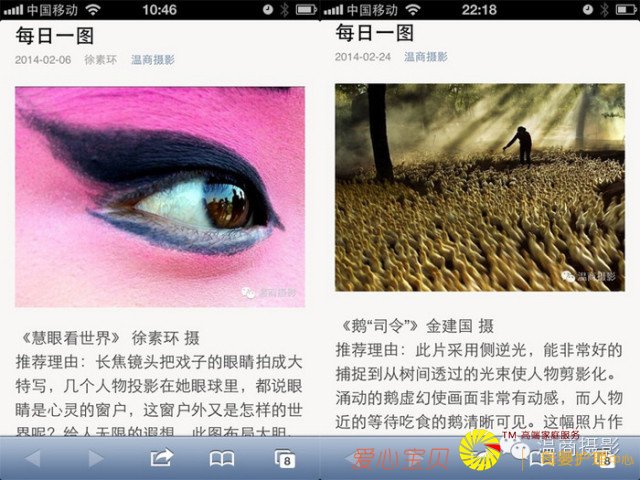 中国移动 10:46
每日一图
2014-02-06 徐素环 温商摄影
温商摄影
《慧眼看世界》 徐素环 摄
推荐理由：长焦镜头把戏子的眼睛拍成大
特写，几个人物投影在她眼球里，都说眼
睛是心灵的窗户，这窗户外又是怎样的世
界呢？给人无限的遐想。此图布局大胆，
8
中国移动 22:18
每日一图
2014-02-24 温商摄影
温商摄影
《鹅“司令”》金建国 摄
推荐理由：此片采用侧逆光，能非常好的
捕捉到从树间透过的光束使人物剪影化。
涌动的鹅虚幻使画面非常有动感，而人物
近的等待吃食的鹅清晰可见。这幅照片作
8
爱心宝贝
TM 高端家庭服务
温商摄影